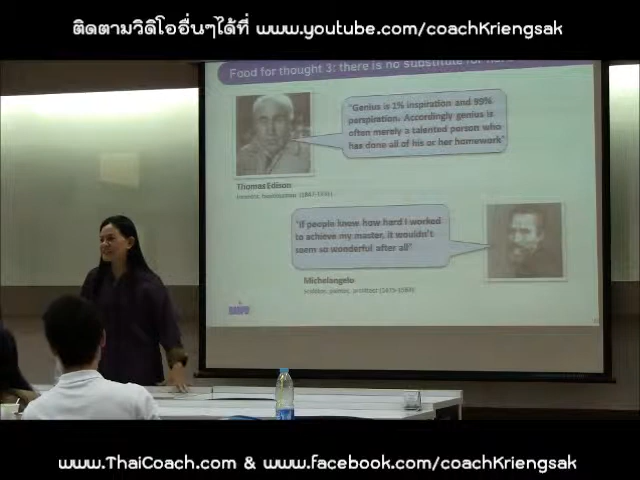 ติดตามวิดิโออื่นๆได้ที่ www.youtube.com/coachKriengsak
Food for thought 3: there is no substitute for
"Genius is 1% inspiration and 99%
perspiration. Accordingly genius is
often merely a talented person who
has done all of his or her homework"
Thomas Edison
"If people knew how hard I worked
to achieve my master, it wouldn't
seem so wonderful after all"
Michelangelo
www.ThaiCoach.com & www.facebook.com/coachKriengsak